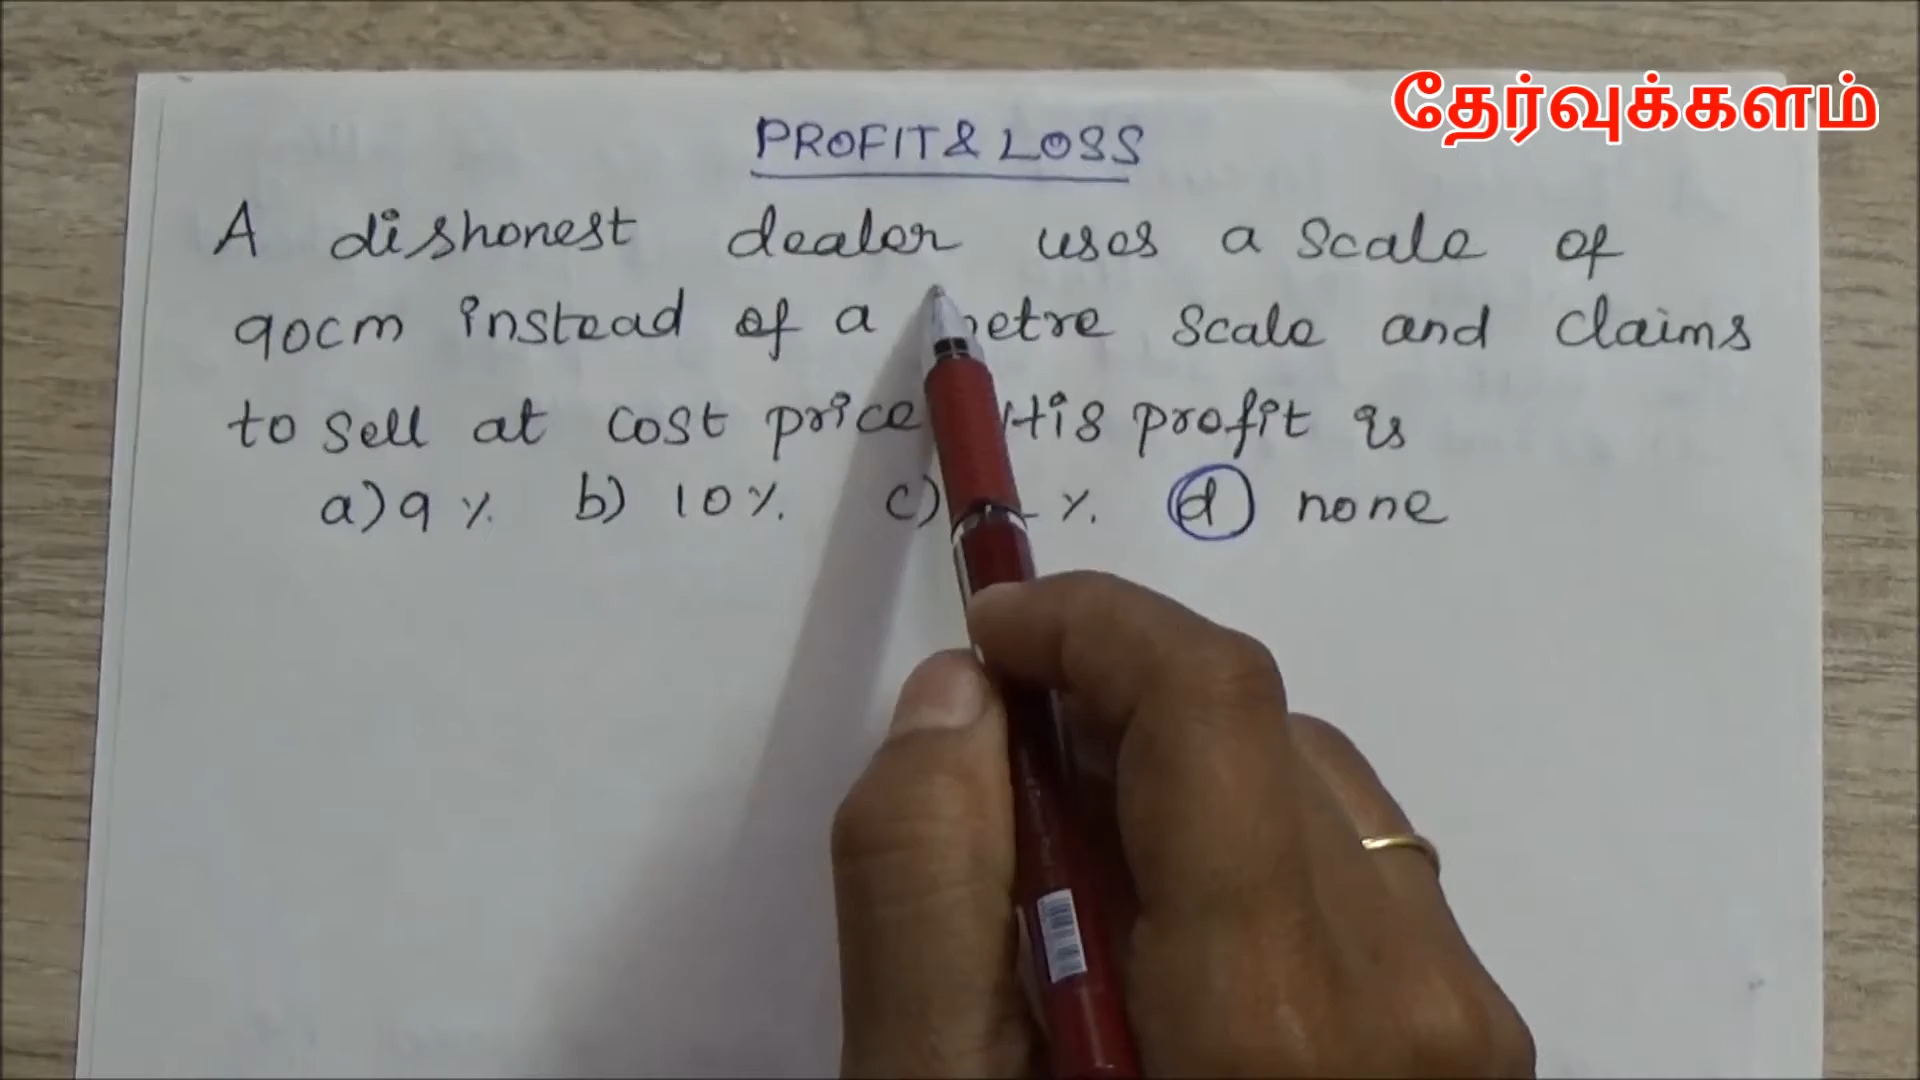 தேர்வுக்களம்
PROFIT & LOSS
A dishonest dealer uses a scale of
90cm instead of a metre scale and claims
to sell at cost price His profit is
a) 9 % b) 10 % c) % d none